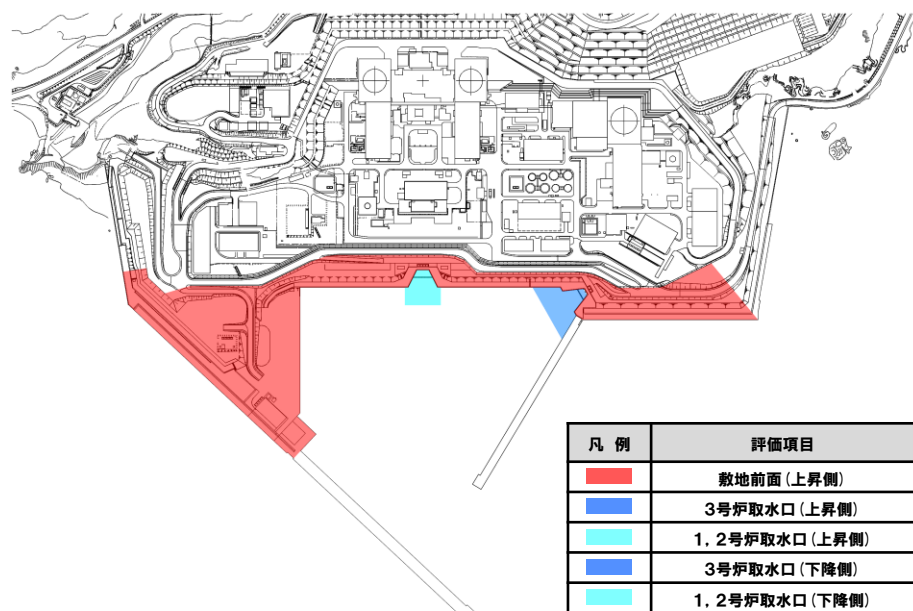 凡例 評価項目
敷地前面(上昇側)
3号炉取水口(上昇側)
1,2号炉取水口(上昇側)
3号炉取水口(下降側)
1,2号炉取水口(下降側)